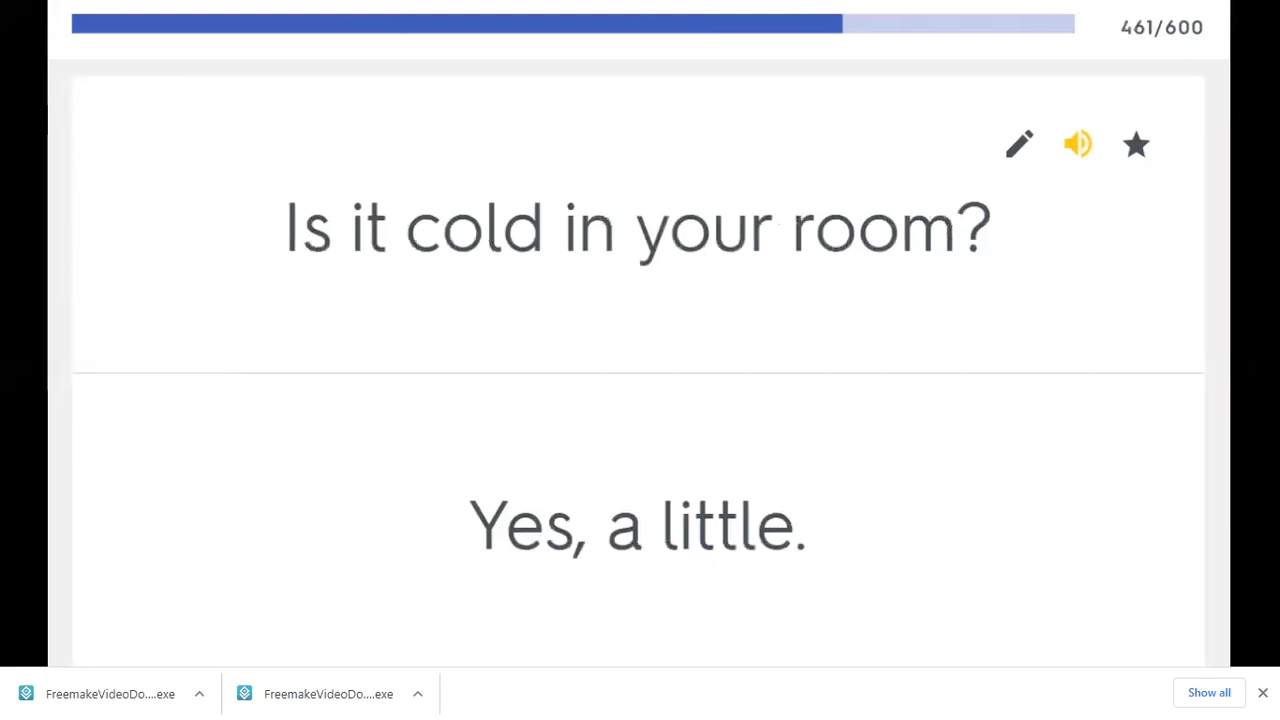 461/600
Is it cold in your room?
Yes, a little.
FreemakeVideoDo....exe
FreemakeVideoDo....exe
Show all